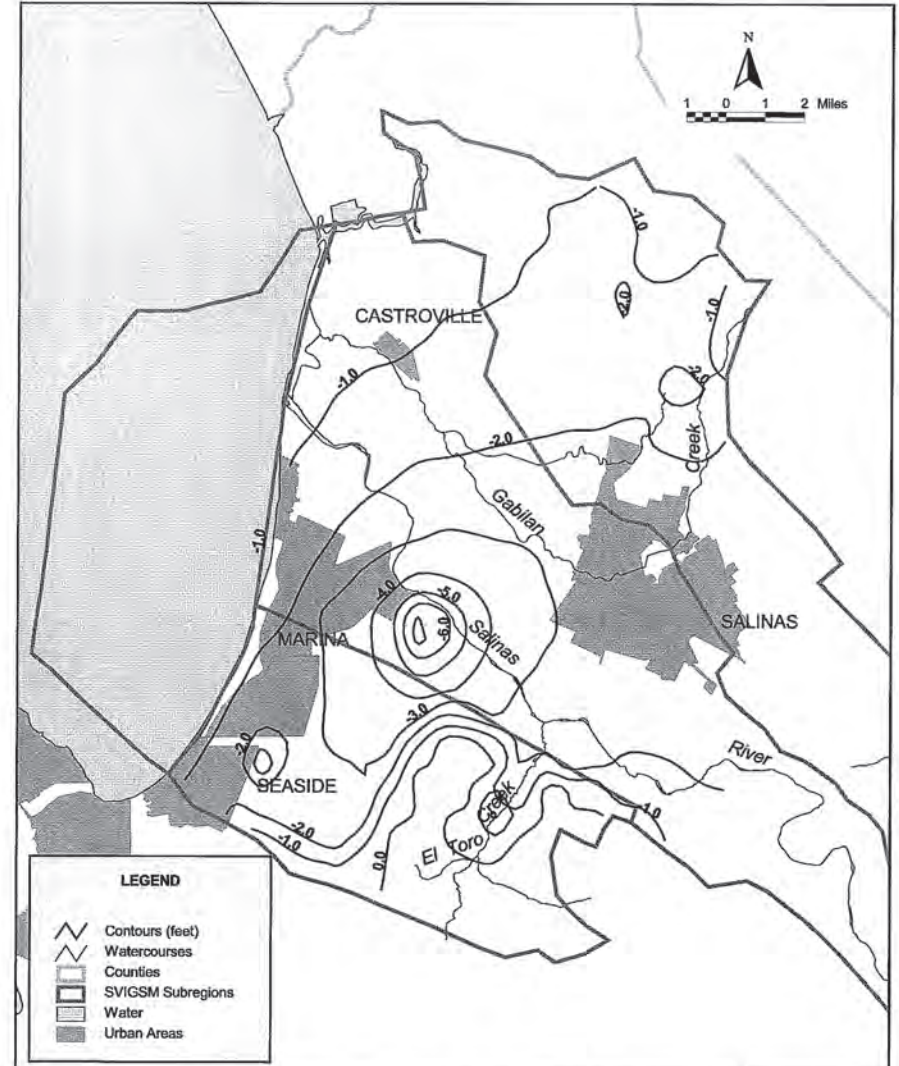 N
1 0 1 2 Miles
-1.0
-2.0
-1.0
CASTROVILLE
-1.0
-2.0
-2.0
Creek
Gabilan
-1.0
-4.0
-5.0
-6.0
Salinas
SALINAS
MARINA
-3.0
-2.0
River
SEASIDE
Creek
-1.0
-2.0
-1.0
El Toro
0.0
LEGEND
Contours (feet)
Watercourses
Counties
SVIGSM Subregions
Water
Urban Areas